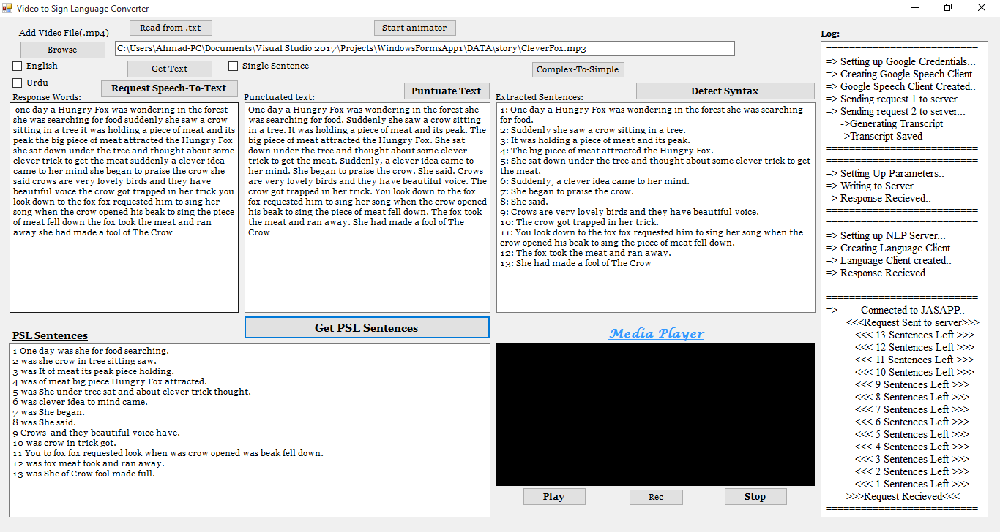 Video to Sign Language Converter
Add Video File(.mp4)
Read from .txt
Start animator
Browse
C:\Users\Ahmad-PC\Documents\Visual Studio 2017\Projects\WindowsFormsApp1\DATA\story\CleverFox.mp3
English
Get Text
Single Sentence
Complex-To-Simple
Urdu
Request Speech-To-Text
Puntuate Text
Detect Syntax
Response Words:
one day a Hungry Fox was wondering in the forest
she was searching for food suddenly she saw a crow
sitting in a tree it was holding a piece of meat and its
peak the big piece of meat attracted the Hungry Fox
she sat down under the tree and thought about some
clever trick to get the meat suddenly a clever idea
came to her mind she began to praise the crow she
said crows are very lovely birds and they have
beautiful voice the crow got trapped in her trick you
look down to the fox fox requested him to sing her
song when the crow opened his beak to sing the piece
of meat fell down the fox took the meat and ran
away she had made a fool of The Crow
Punctuated text:
One day a Hungry Fox was wondering in the forest she
was searching for food. Suddenly she saw a crow sitting
in a tree. It was holding a piece of meat and its peak. The
big piece of meat attracted the Hungry Fox. She sat
down under the tree and thought about some clever
trick to get the meat. Suddenly, a clever idea came to
her mind. She began to praise the crow. She said. Crows
are very lovely birds and they have beautiful voice. The
crow got trapped in her trick. You look down to the fox
fox requested him to sing her song when the crow opened
his beak to sing the piece of meat fell down. The fox took
the meat and ran away. She had made a fool of The
Crow
Extracted Sentences:
1: One day a Hungry Fox was wondering in the forest she was searching
for food.
2: Suddenly she saw a crow sitting in a tree.
3: It was holding a piece of meat and its peak.
4: The big piece of meat attracted the Hungry Fox.
5: She sat down under the tree and thought about some clever trick to get
the meat.
6: Suddenly, a clever idea came to her mind.
7: She began to praise the crow.
8: She said.
9: Crows are very lovely birds and they have beautiful voice.
10: The crow got trapped in her trick.
11: You look down to the fox fox requested him to sing her song when the
crow opened his beak to sing the piece of meat fell down.
12: The fox took the meat and ran away.
13: She had made a fool of The Crow
Get PSL Sentences
PSL Sentences
1 One day was she for food searching.
2 was she crow in tree sitting saw.
3 was It of meat its peak piece holding.
4 was of meat big piece Hungry Fox attracted.
5 was She under tree sat and about clever trick thought.
6 was clever idea to mind came.
7 was She began.
8 was She said.
9 Crows  and they beautiful voice have.
10 was crow in trick got.
11 You to fox fox requested look when was crow opened was beak fell down.
12 was fox meat took and ran away.
13 was She of Crow fool made full.
Media Player
Play
Rec
Stop
Log:
==========================
=> Setting up Google Credentials...
=> Creating Google Speech Client..
=> Google Speech Client Created..
=> Sending request 1 to server...
=> Sending request 2 to server...
->Generating Transcript
->Transcript Saved
==========================
==========================
=> Setting Up Parameters..
=> Writing to Server..
=> Response Recieved..
==========================
==========================
=> Setting up NLP Server...
=> Creating Language Client..
=> Language Client created..
=> Response Recieved..
==========================
==========================
=> Connected to JASAPP..
<<<Request Sent to server>>>
<<< 13 Sentences Left >>>
<<< 12 Sentences Left >>>
<<< 11 Sentences Left >>>
<<< 10 Sentences Left >>>
<<< 9 Sentences Left >>>
<<< 8 Sentences Left >>>
<<< 7 Sentences Left >>>
<<< 6 Sentences Left >>>
<<< 5 Sentences Left >>>
<<< 4 Sentences Left >>>
<<< 3 Sentences Left >>>
<<< 2 Sentences Left >>>
<<< 1 Sentences Left >>>
>>>Request Recieved<<<
==========================